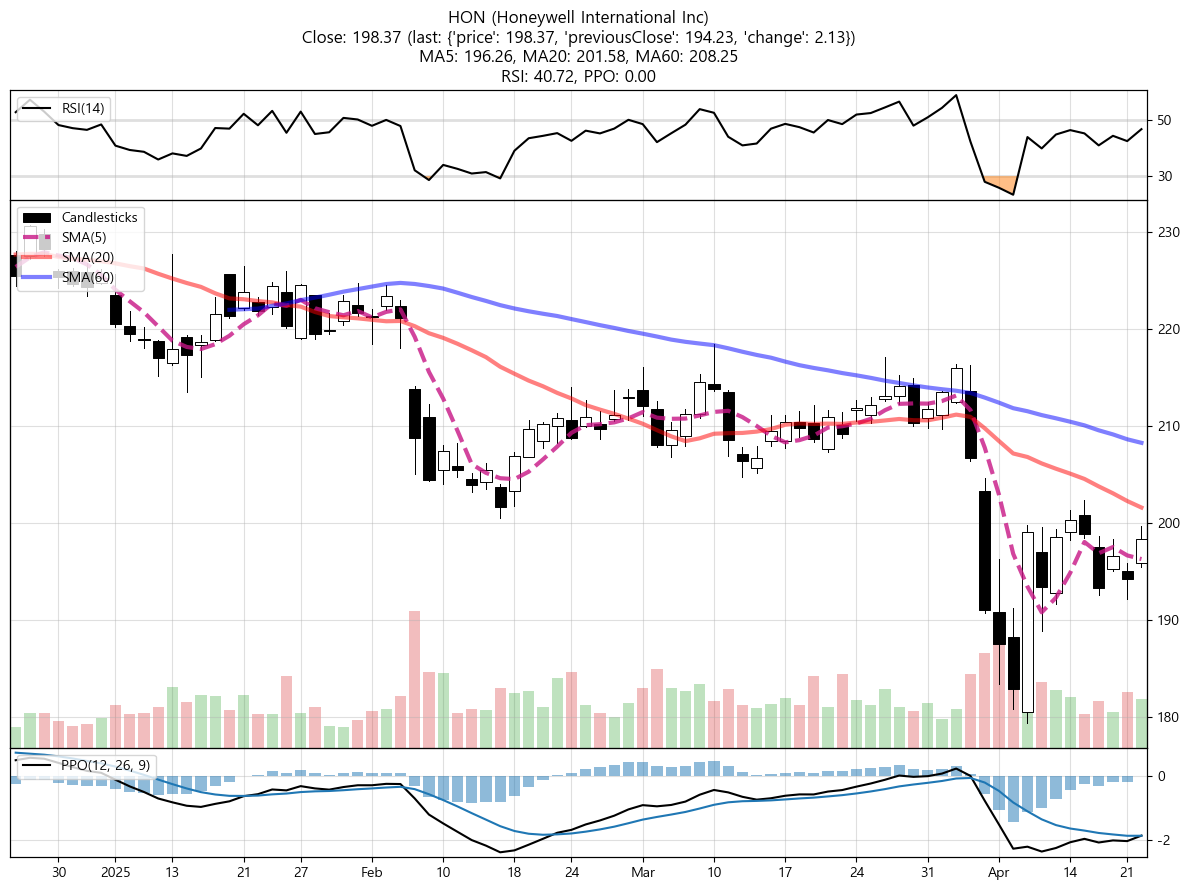 HON (Honeywell International Inc)
Close: 198.37 (last: {'price': 198.37, 'previousClose': 194.23, 'change': 2.13})
MA5: 196.26, MA20: 201.58, MA60: 208.25
RSI: 40.72, PPO: 0.00
RSI(14)
50
30
Candlesticks
SMA(5)
SMA(20)
SMA(60)
230
220
210
200
190
180
PPO(12, 26, 9)
0
-2
30 2025 13 21 27 Feb 10 18 24 Mar 10 17 24 31 Apr 14 21